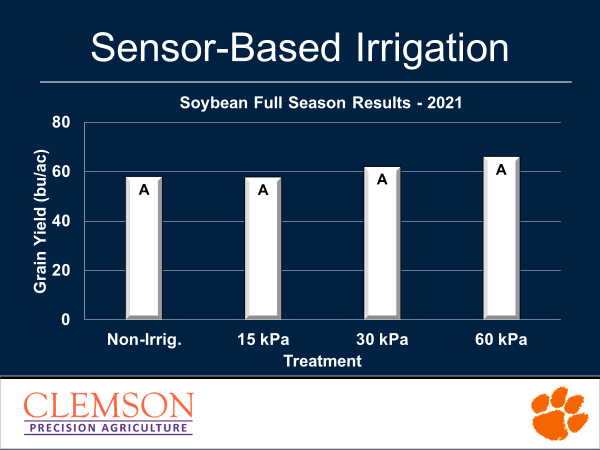 Sensor-Based Irrigation
Soybean Full Season Results - 2021
Grain Yield (bu/ac)
80
60
40
20
0
A
A
A
A
Non-Irrig.
15 kPa
30 kPa
60 kPa
Treatment
CLEMSON
PRECISION AGRICULTURE